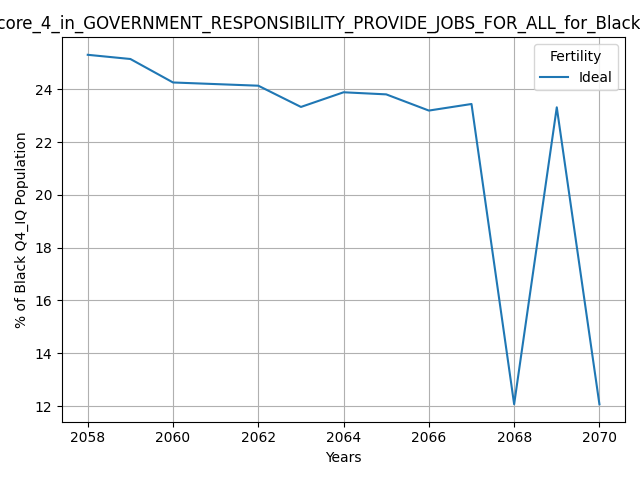 core_4_in_GOVERNMENT_RESPONSIBILITY_PROVIDE_JOBS_FOR_ALL_for_Black
Fertility
Ideal
24
22
20
18
16
14
12
% of Black Q4_IQ Population
2058 2060 2062 2064 2066 2068 2070
Years